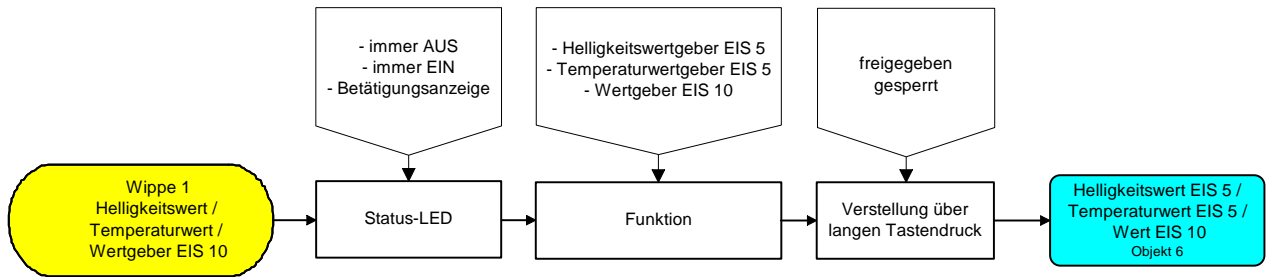 - immer AUS
- immer EIN
- Betätigungsanzeige
- Helligkeitswertgeber EIS 5
- Temperaturwertgeber EIS 5
- Wertgeber EIS 10
freigegeben
gesperrt
Wippe 1
Helligkeitswert /
Temperaturwert /
Wertgeber EIS 10
Status-LED
Funktion
Verstellung über
langen Tastendruck
Helligkeitswert EIS 5 /
Temperaturwert EIS 5 /
Wert EIS 10
Objekt 6